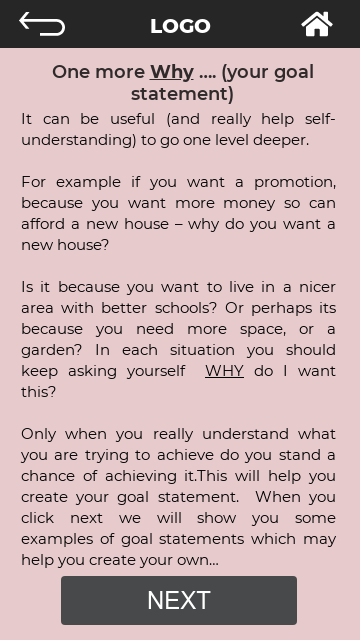 LOGO
One more Why .... (your goal
statement)
It can be useful (and really help self-
understanding) to go one level deeper.
For example if you want a promotion,
because you want more money so can
afford a new house – why do you want a
new house?
Is it because you want to live in a nicer
area with better schools? Or perhaps its
because you need more space, or a
garden? In each situation you should
keep asking yourself  WHY do I want
this?
Only when you really understand what
you are trying to achieve do you stand a
chance of achieving it.This will help you
create your goal statement.  When you
click next we will show you some
examples of goal statements which may
help you create your own...
NEXT